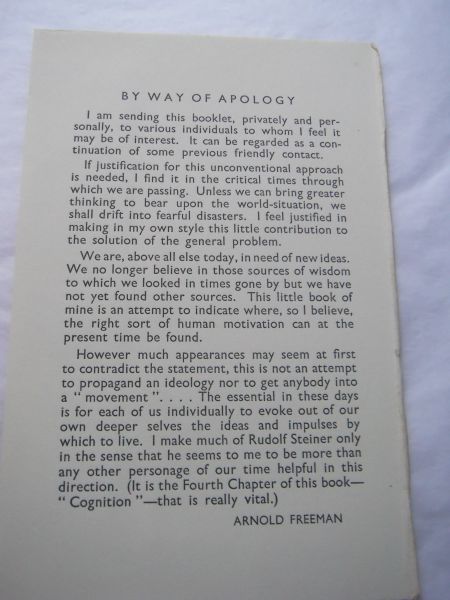 BY WAY OF APOLOGY
I am sending this booklet, privately and per-
sonally, to various individuals to whom I feel it
may be of interest. It can be regarded as a con-
tinuation of some previous friendly contact.
If justification for this unconventional approach
is needed, I find it in the critical times through
which we are passing. Unless we can bring greater
thinking to bear upon the world-situation, we
shall drift into fearful disasters. I feel justified in
making in my own style this little contribution to
the solution of the general problem.
We are, above all else today, in need of new ideas.
We no longer believe in those sources of wisdom
to which we looked in times gone by but we have
not yet found other sources. This little book of
mine is an attempt to indicate where, so I believe,
the right sort of human motivation can at the
present time be found.
However much appearances may seem at first
to contradict the statement, this is not an attempt
to propagand an ideology nor to get anybody into
a " movement ". . . . The essential in these days
is for each of us individually to evoke out of our
own deeper selves the ideas and impulses by
which to live. I make much of Rudolf Steiner only
in the sense that he seems to me to be more than
any other personage of our time helpful in this
direction. (It is the Fourth Chapter of this book—
" Cognition "—that is really vital.)
ARNOLD FREEMAN